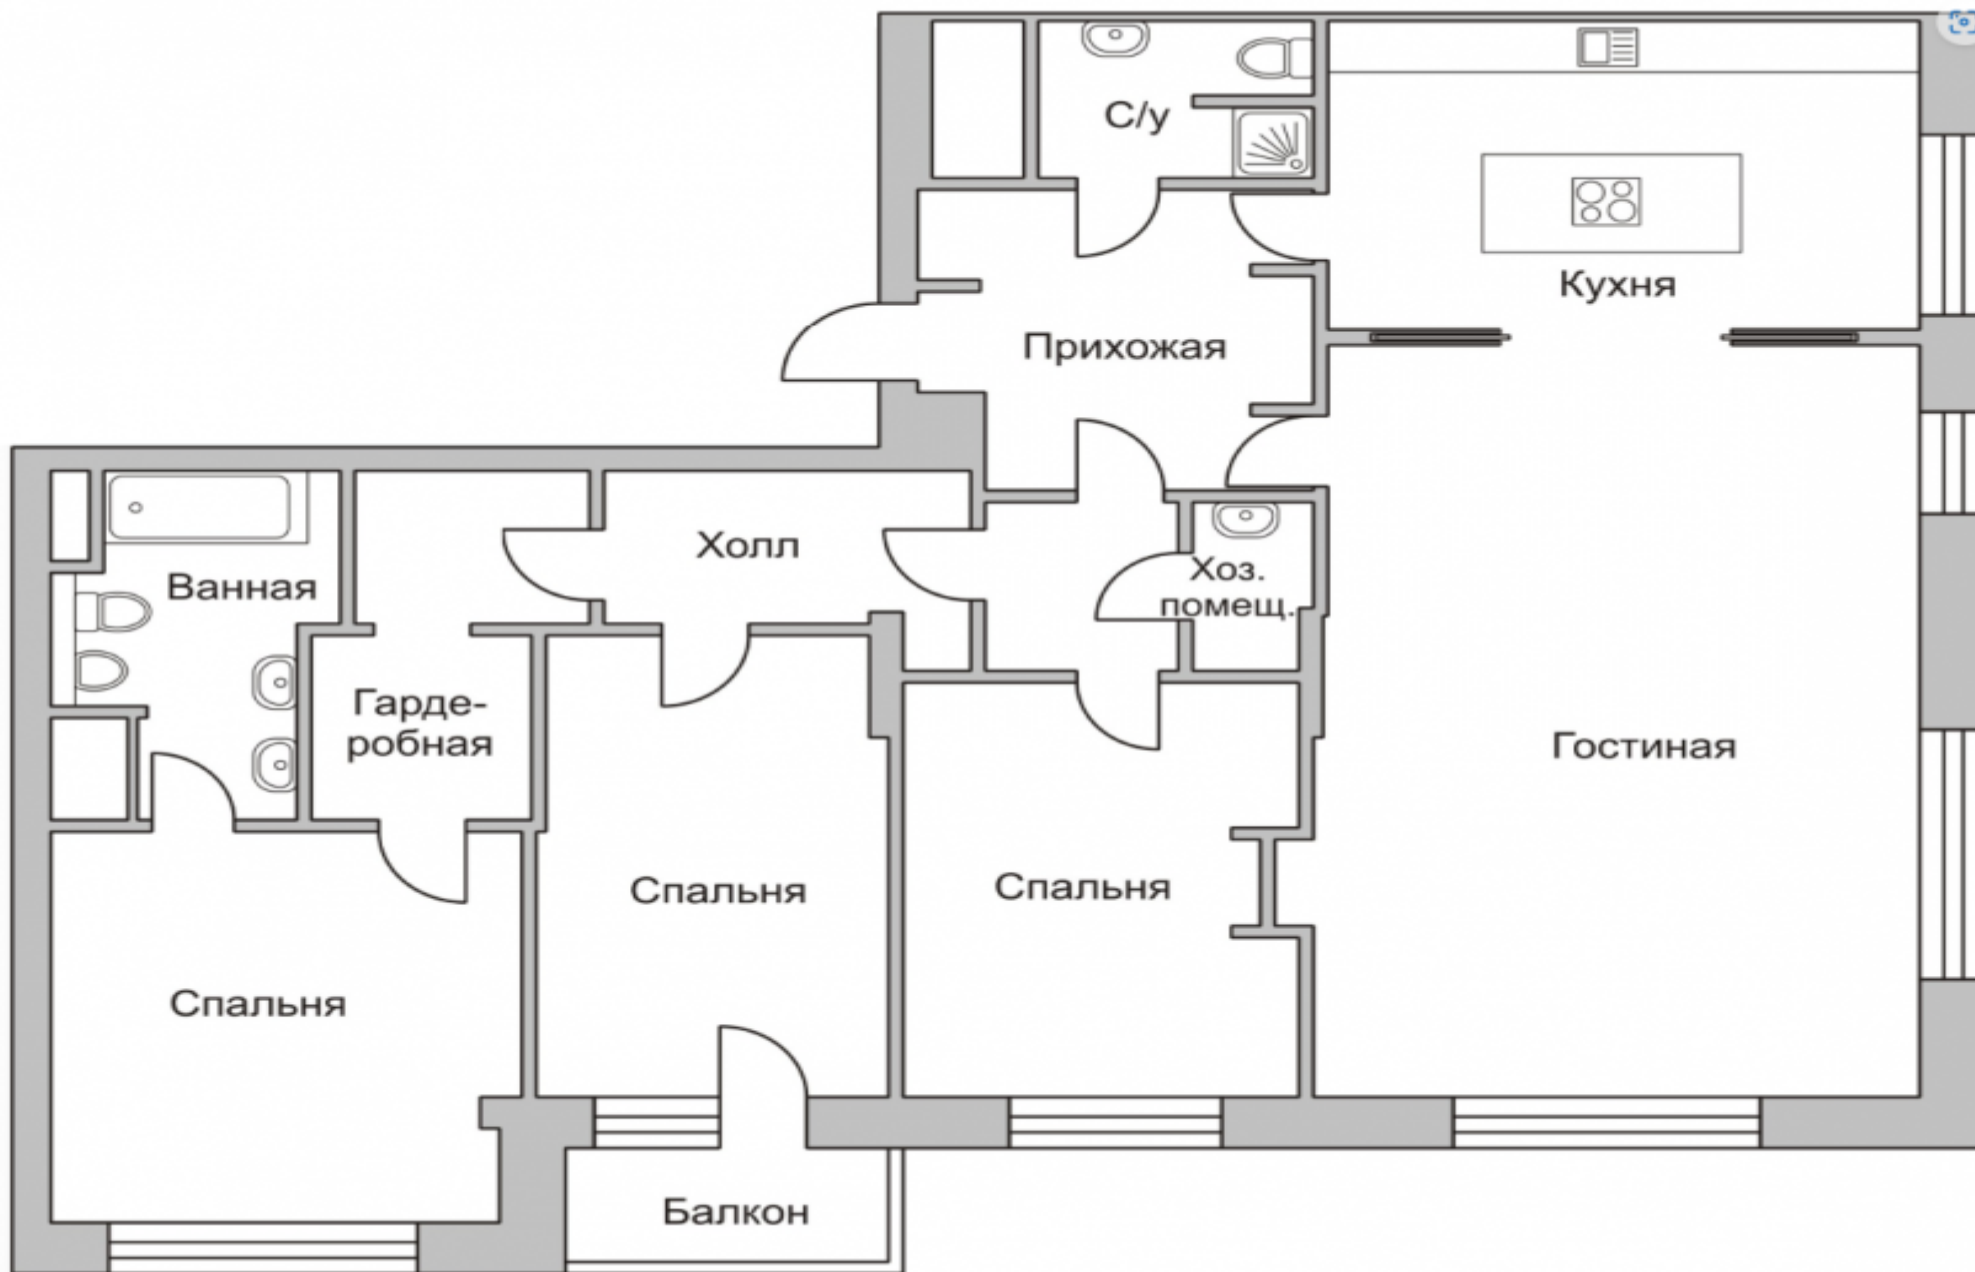 С/у
Кухня
Прихожая
Холл
Хоз.
помещ.
Ванная
Гарде-
робная
Гостиная
Спальня
Спальня
Спальня
Балкон